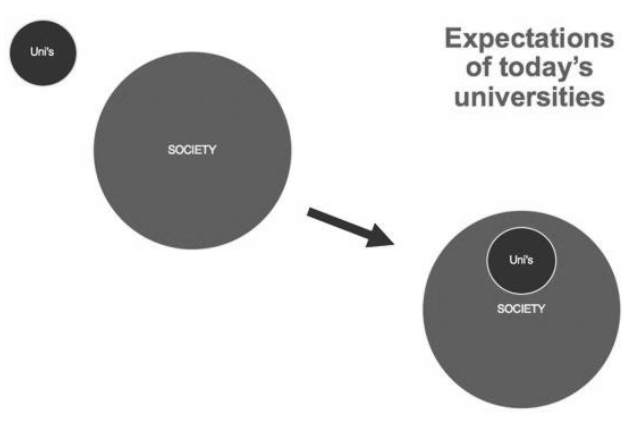 Uni's
SOCIETY
Expectations
of today's
universities
Uni's
SOCIETY